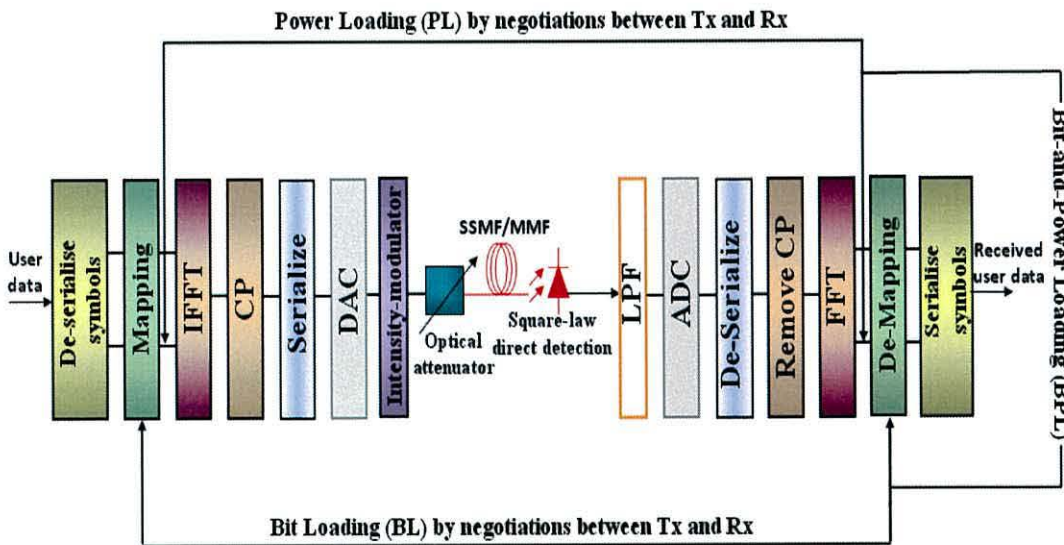 Power Loading (PL) by negotiations between Tx and Rx
User
data
De-serialise
symbols
Mapping
IFFT
CP
Serialize
DAC
Intensity-modulator
Optical
attenuator
SSMF/MMF
Square-law
direct detection
LPF
ADC
De-Serialize
Remove CP
FFT
De-Mapping
Serialise
symbols
Received
user data
Bit-and-Power Loading (BPL)
Bit Loading (BL) by negotiations between Tx and Rx